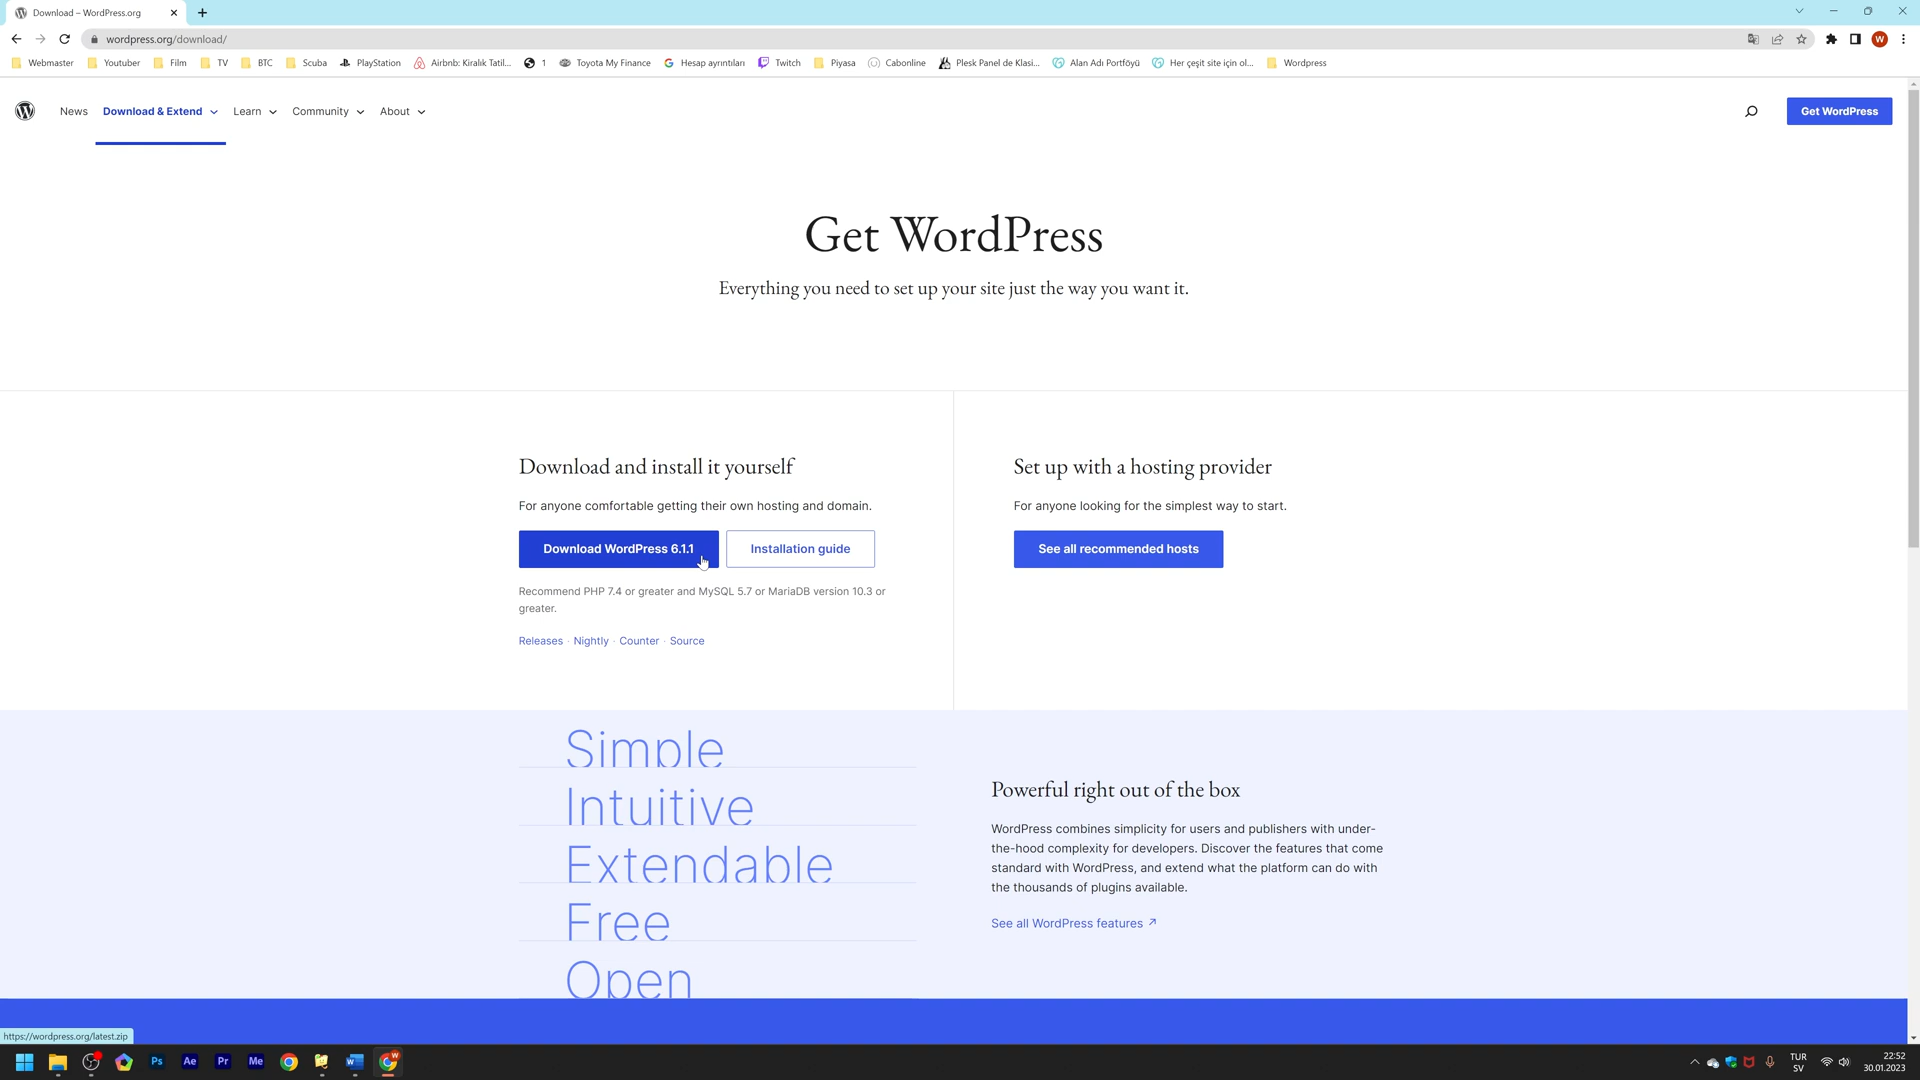 Download – WordPress.org
wordpress.org/download/
Webmaster
Youtuber
Film
TV
BTC
Scuba
PlayStation
Airbnb: Kiralık Tatil...
1
Toyota My Finance
Hesap ayrıntıları
Twitch
Piyasa
Cabonline
Plesk Panel de Klasi...
Alan Adı Portföyü
Her çeşit site için ol...
Wordpress
News
Download & Extend
Learn
Community
About
Get WordPress
Get WordPress
Everything you need to set up your site just the way you want it.
Download and install it yourself
For anyone comfortable getting their own hosting and domain.
Download WordPress 6.1.1
Installation guide
Recommend PHP 7.4 or greater and MySQL 5.7 or MariaDB version 10.3 or
greater.
Releases · Nightly · Counter · Source
Set up with a hosting provider
For anyone looking for the simplest way to start.
See all recommended hosts
Simple
Intuitive
Extendable
Free
Open
Powerful right out of the box
WordPress combines simplicity for users and publishers with under-
the-hood complexity for developers. Discover the features that come
standard with WordPress, and extend what the platform can do with
the thousands of plugins available.
See all WordPress features ↗
https://wordpress.org/latest.zip
Ps
Ae
Pr
Me
TUR
SV
22:52
30.01.2023